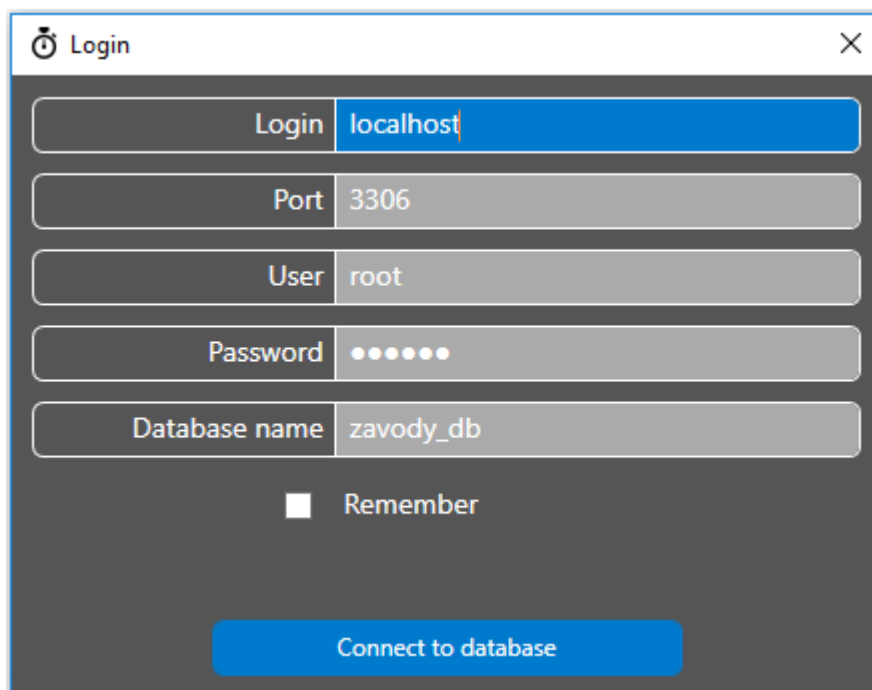 Login
Login localhost
Port 3306
User root
Password ●●●●●●
Database name zavody_db
Remember
Connect to database